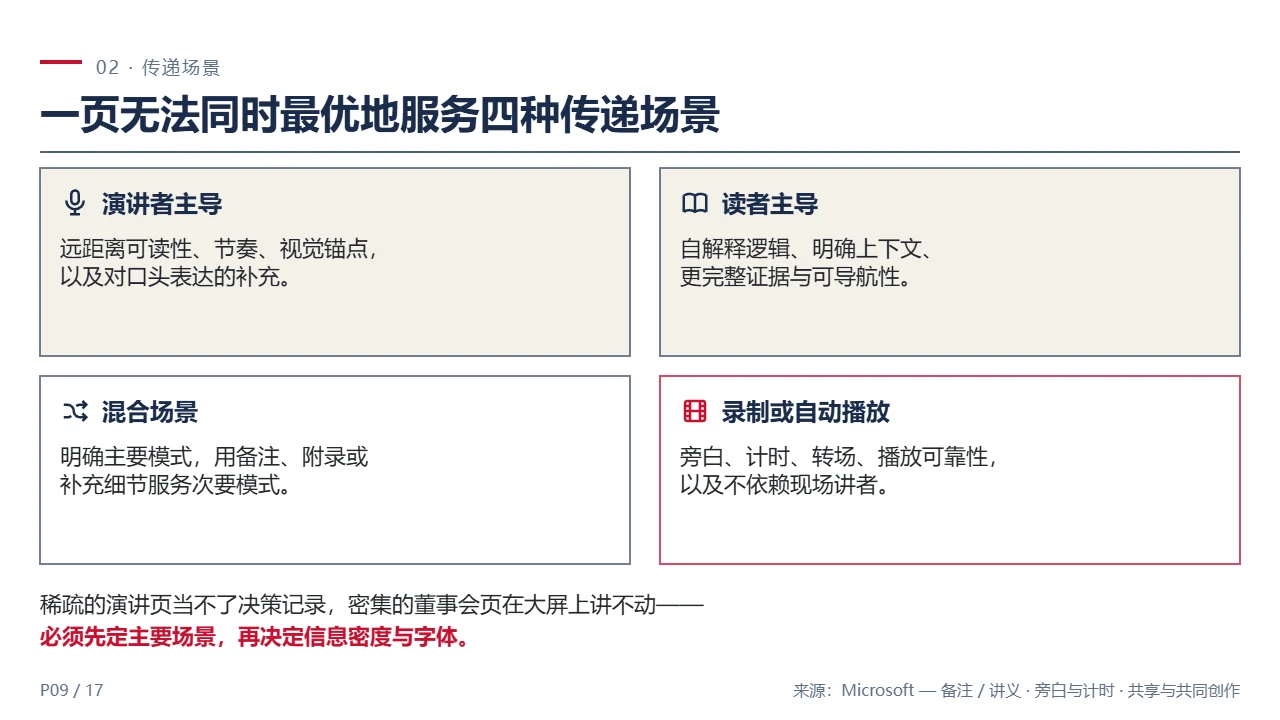 02 · 传递场景
一页无法同时最优地服务四种传递场景
演讲者主导
远距离可读性、节奏、视觉锚点，
以及对口头表达的补充。
读者主导
自解释逻辑、明确上下文、
更完整证据与可导航性。
混合场景
明确主要模式，用备注、附录或
补充细节服务次要模式。
录制或自动播放
旁白、计时、转场、播放可靠性，
以及不依赖现场讲者。
稀疏的演讲页当不了决策记录，密集的董事会页在大屏上讲不动——
必须先定主要场景，再决定信息密度与字体。
P09 / 17
来源：Microsoft — 备注 / 讲义 · 旁白与计时 · 共享与共同创作